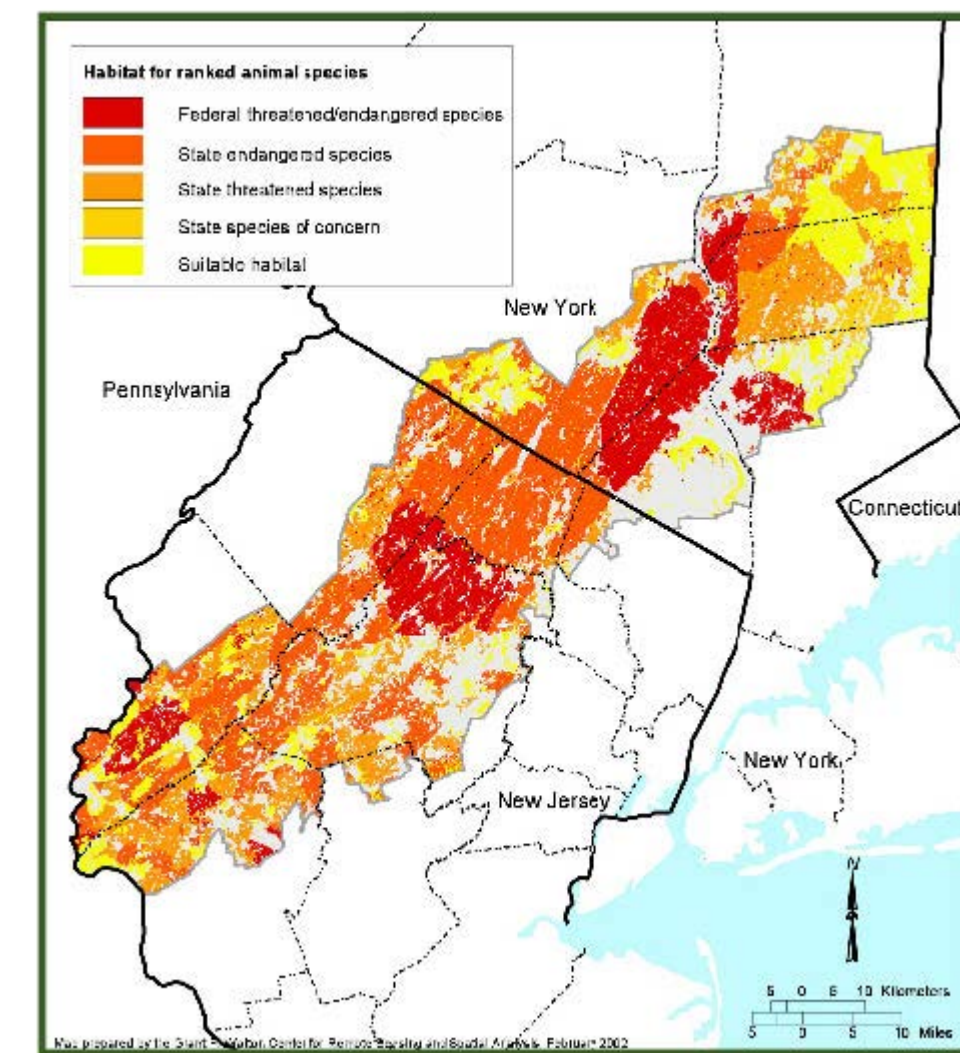 Habitat for ranked animal species
Federal threatened/endangered species
State endangered species
State threatened species
State species of concern
Suitable habitat
New York
Pennsylvania
Connecticut
New York
New Jersey
N
5 0 5 10 Kilometers
5 0 5 10 Miles
Map prepared by the Grant F. Walton Center for Remote Sensing and Spatial Analysis, February 2002